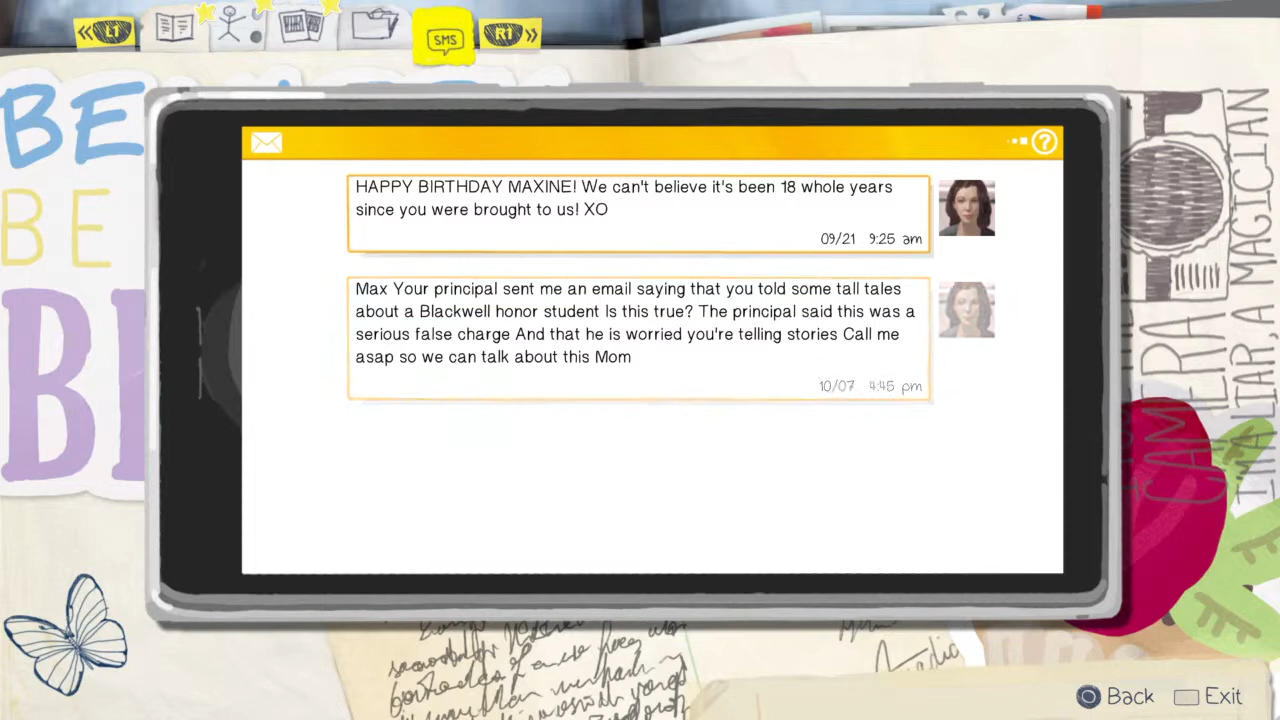 L1
SMS
R1
BE
BE
HAPPY BIRTHDAY MAXINE! We can't believe it's been 18 whole years
since you were brought to us! XO
09/21 9:25 am
Max Your principal sent me an email saying that you told some tall tales
about a Blackwell honor student Is this true? The principal said this was a
serious false charge And that he is worried you're telling stories Call me
asap so we can talk about this Mom
10/07 4:45 pm
CAMERA
A MAGICIAN
Back
Exit